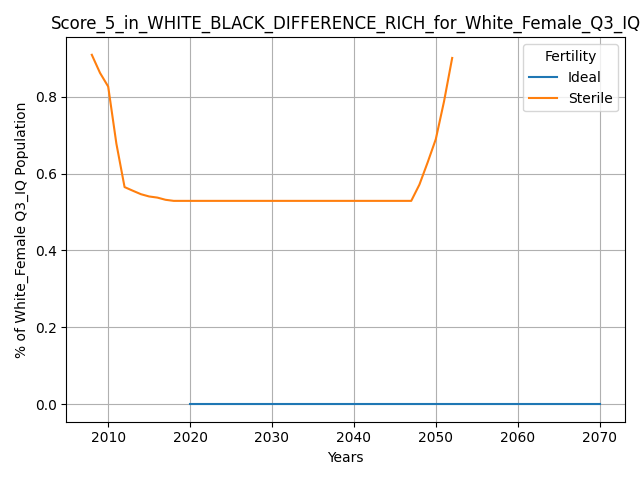 Score_5_in_WHITE_BLACK_DIFFERENCE_RICH_for_White_Female_Q3_IQ
Fertility
Ideal
Sterile
% of White_Female Q3_IQ Population
0.8
0.6
0.4
0.2
0.0
2010 2020 2030 2040 2050 2060 2070
Years